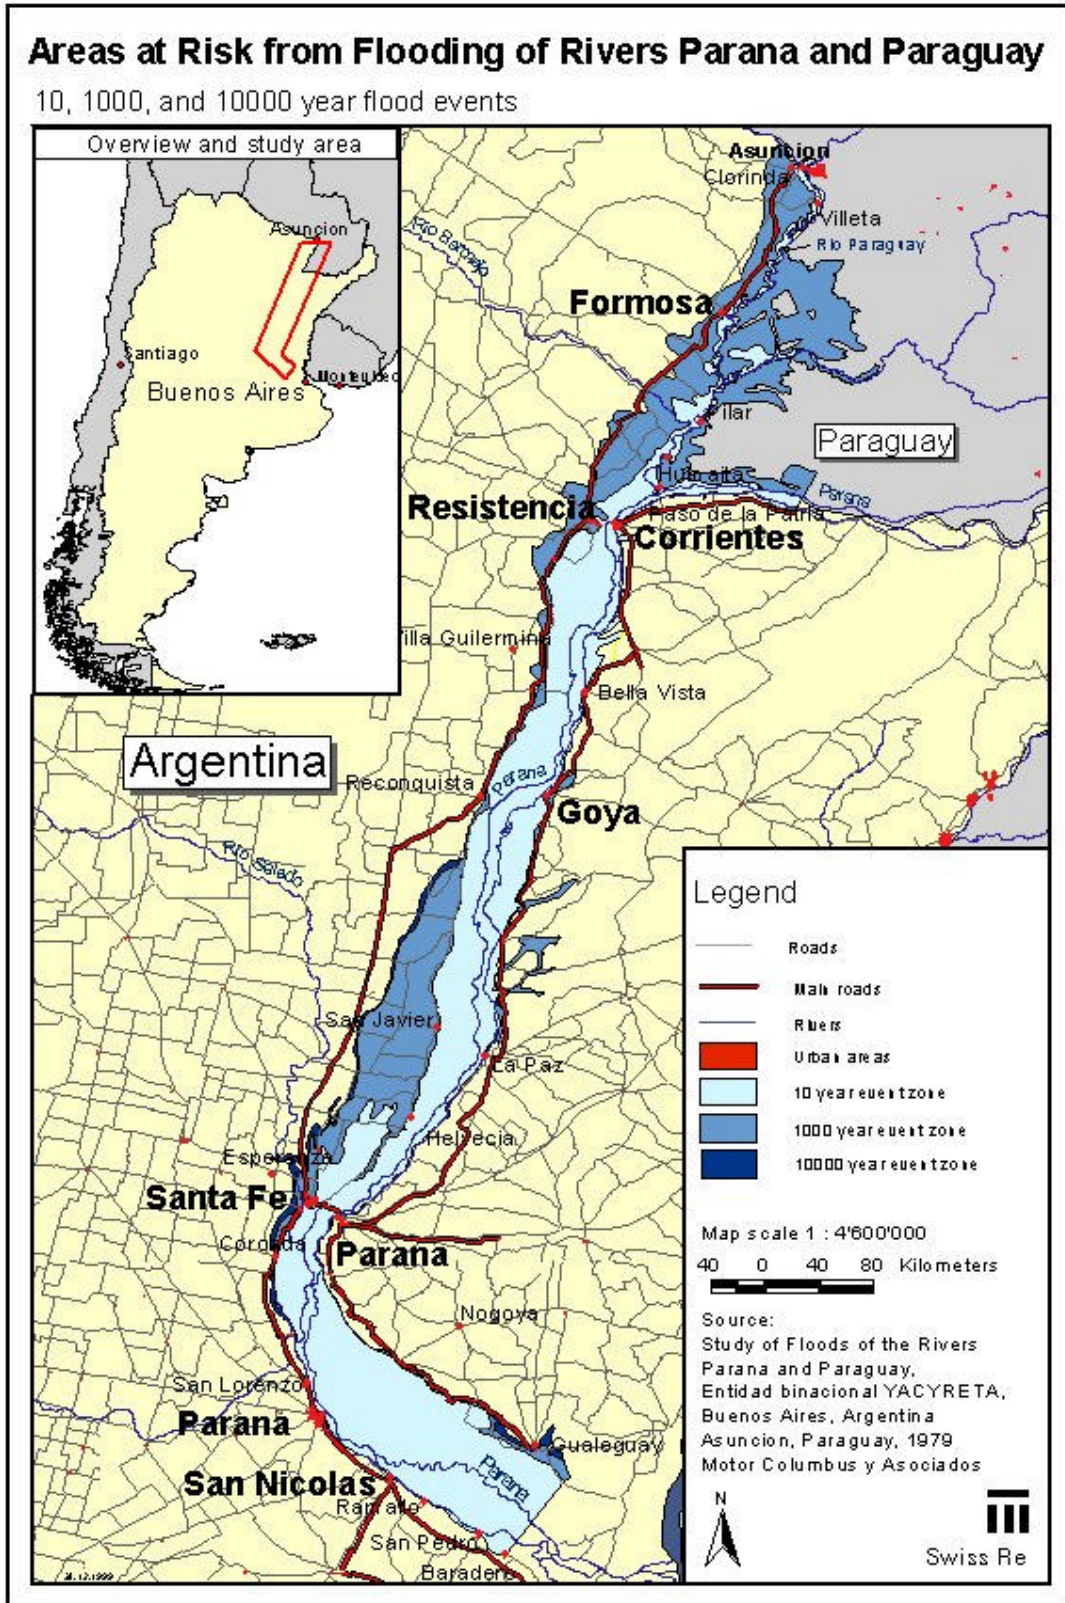 Areas at Risk from Flooding of Rivers Parana and Paraguay
10, 1000, and 10000 year flood events
Overview and study area
Asuncion
Santiago
Montevideo
Buenos Aires
Asuncion
Clorinda
Villeta
Rio Paraguay
Rio Bermejo
Formosa
Pilar
Paraguay
Humaita
Parana
Resistencia
Paso de la Patria
Corrientes
Villa Guilermina
Bella Vista
Argentina
Reconquista
Parana
Goya
Rio Salado
San Javier
La Paz
Helvecia
Esperanza
Santa Fe
Coronda
Parana
Nogoya
San Lorenzo
Parana
Gualeguay
Parana
San Nicolas
Ramallo
San Pedro
Baradero
Legend
Roads
Main roads
Rivers
Urban areas
10 year event zone
1000 year event zone
10000 year event zone
Map scale 1 : 4'600'000
40 0 40 80 Kilometers
Source:
Study of Floods of the Rivers
Parana and Paraguay,
Entidad binacional YACYRETA,
Buenos Aires, Argentina
Asuncion, Paraguay, 1979
Motor Columbus y Asociados
N
Swiss Re